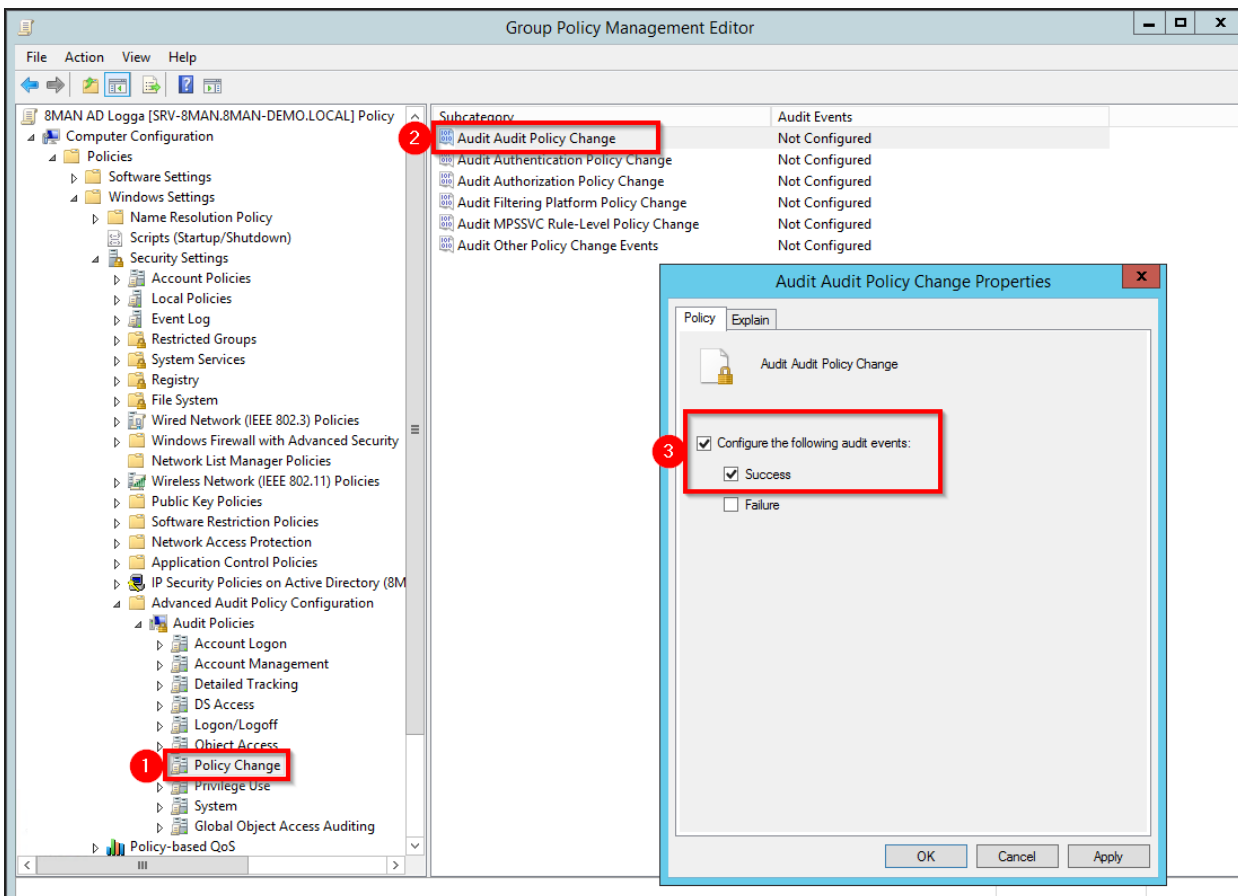 Group Policy Management Editor
File Action View Help
8MAN AD Logga [SRV-8MAN.8MAN-DEMO.LOCAL] Policy
Computer Configuration
Policies
Software Settings
Windows Settings
Name Resolution Policy
Scripts (Startup/Shutdown)
Security Settings
Account Policies
Local Policies
Event Log
Restricted Groups
System Services
Registry
File System
Wired Network (IEEE 802.3) Policies
Windows Firewall with Advanced Security
Network List Manager Policies
Wireless Network (IEEE 802.11) Policies
Public Key Policies
Software Restriction Policies
Network Access Protection
Application Control Policies
IP Security Policies on Active Directory (8M
Advanced Audit Policy Configuration
Audit Policies
Account Logon
Account Management
Detailed Tracking
DS Access
Logon/Logoff
Object Access
1 Policy Change
Privilege Use
System
Global Object Access Auditing
Policy-based QoS
Subcategory Audit Events
2 Audit Audit Policy Change Not Configured
Audit Authentication Policy Change Not Configured
Audit Authorization Policy Change Not Configured
Audit Filtering Platform Policy Change Not Configured
Audit MPSSVC Rule-Level Policy Change Not Configured
Audit Other Policy Change Events Not Configured
Audit Audit Policy Change Properties
Policy Explain
Audit Audit Policy Change
3 Configure the following audit events:
Success
Failure
OK Cancel Apply